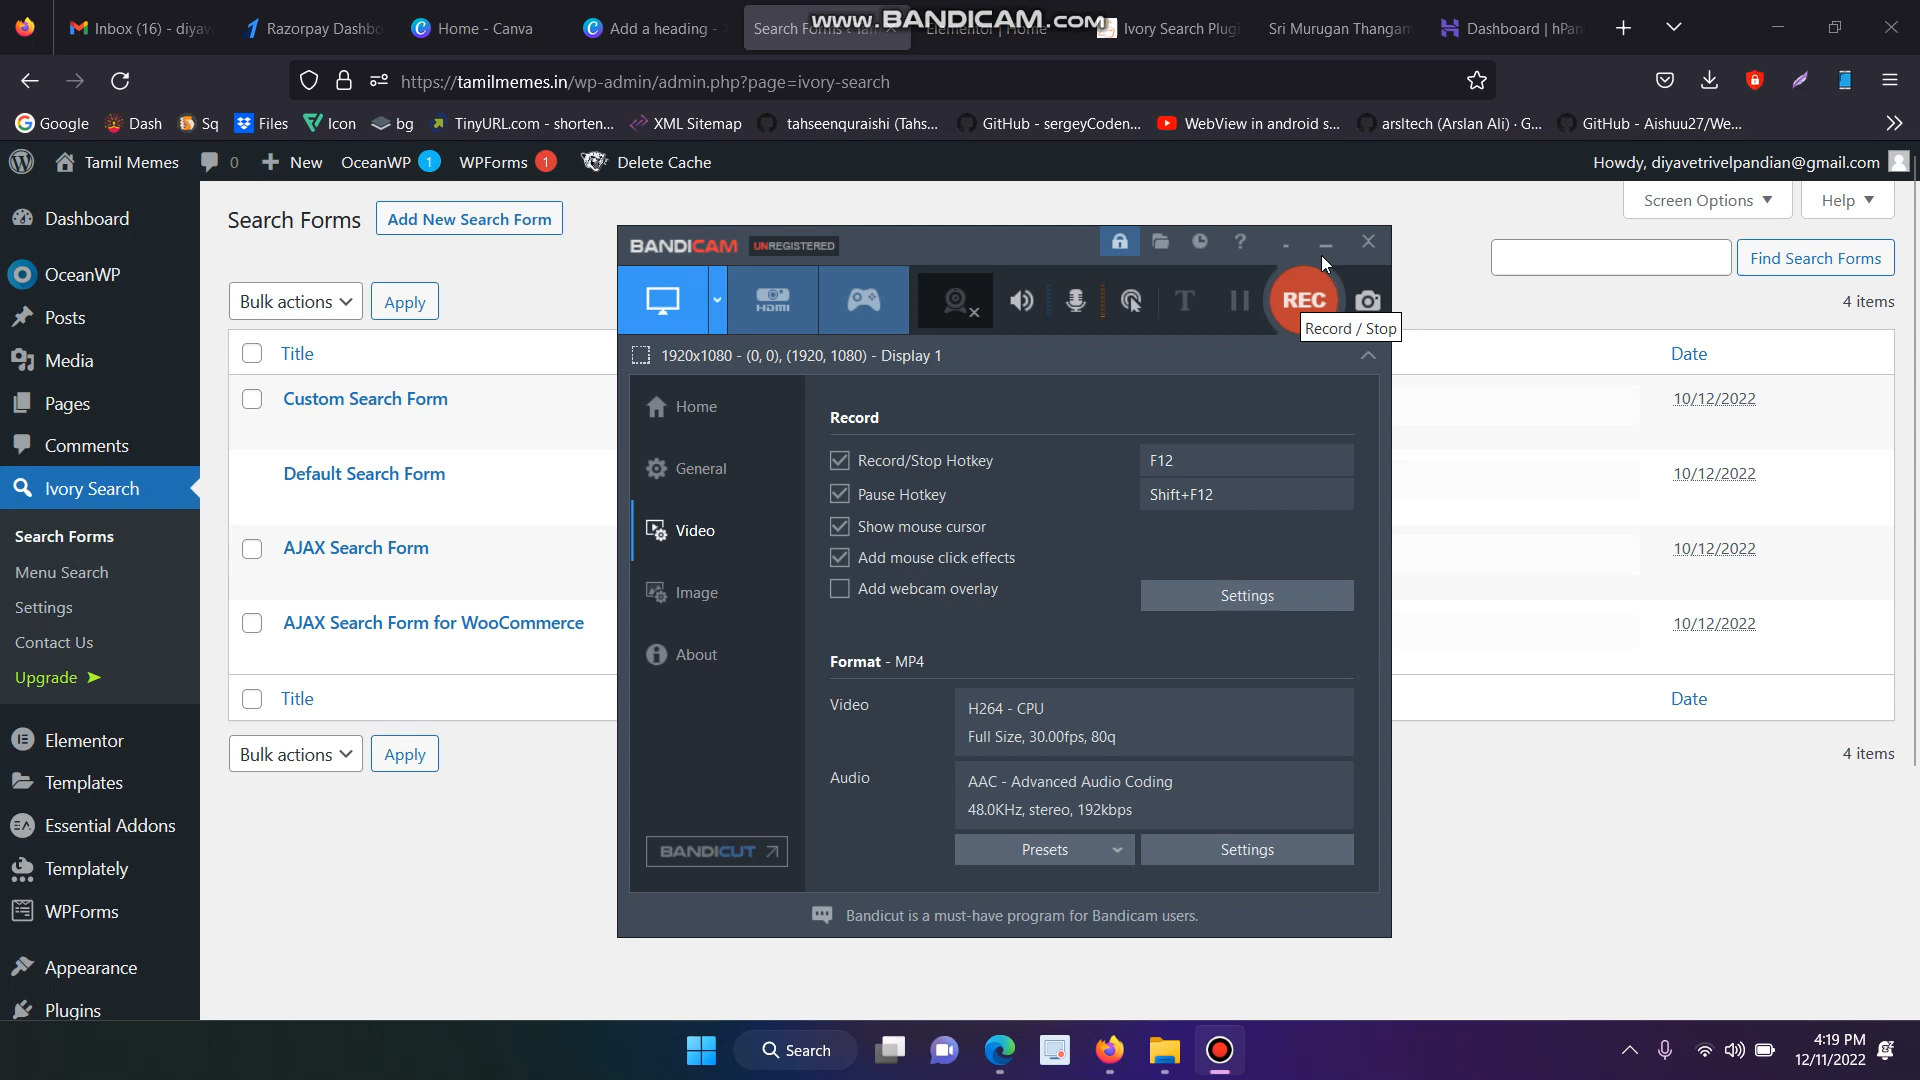 Inbox (16) - diyav
Razorpay Dashbo
Home - Canva
Add a heading -
Search Forms ‹ Tam
Elementor | Home
Ivory Search Plugi
Sri Murugan Thangam
Dashboard | hPan
www.BANDICAM.com
https://tamilmemes.in/wp-admin/admin.php?page=ivory-search
Google
Dash
Sq
Files
Icon
bg
TinyURL.com - shorten...
XML Sitemap
tahseenquraishi (Tahs...
GitHub - sergeyCoden...
WebView in android s...
arsltech (Arslan Ali) · G...
GitHub - Aishuu27/We...
Tamil Memes
0
New
OceanWP 1
WPForms 1
Delete Cache
Howdy, diyavetrivelpandian@gmail.com
Dashboard
OceanWP
Posts
Media
Pages
Comments
Ivory Search
Search Forms
Menu Search
Settings
Contact Us
Upgrade ➤
Elementor
Templates
Essential Addons
Templately
WPForms
Appearance
Plugins
Search Forms
Add New Search Form
Screen Options
Help
Find Search Forms
Bulk actions
Apply
4 items
Title
Date
Custom Search Form
10/12/2022
Default Search Form
10/12/2022
AJAX Search Form
10/12/2022
AJAX Search Form for WooCommerce
10/12/2022
Title
Date
Bulk actions
Apply
4 items
BANDICAM UNREGISTERED
HDMI
T
REC
Record / Stop
1920x1080 - (0, 0), (1920, 1080) - Display 1
Home
General
Video
Image
About
BANDICUT
Record
Record/Stop Hotkey
F12
Pause Hotkey
Shift+F12
Show mouse cursor
Add mouse click effects
Add webcam overlay
Settings
Format - MP4
Video
H264 - CPU
Full Size, 30.00fps, 80q
Audio
AAC - Advanced Audio Coding
48.0KHz, stereo, 192kbps
Presets
Settings
Bandicut is a must-have program for Bandicam users.
Search
4:19 PM
12/11/2022